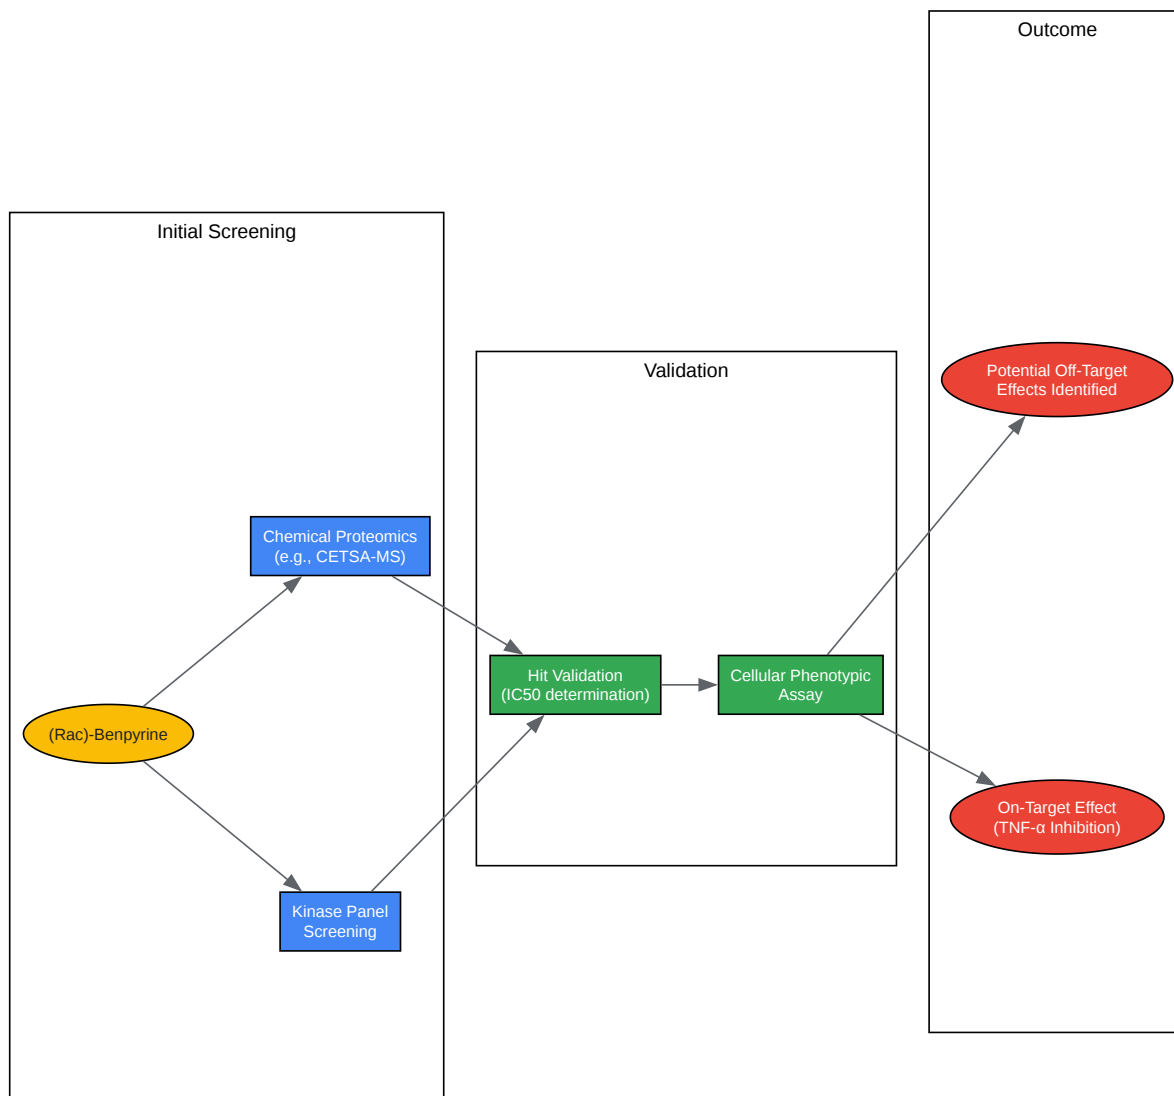 Initial Screening
(Rac)-Benpyrine
Chemical Proteomics
(e.g., CETSA-MS)
Kinase Panel
Screening
Validation
Hit Validation
(IC50 determination)
Cellular Phenotypic
Assay
Outcome
Potential Off-Target
Effects Identified
On-Target Effect
(TNF-α Inhibition)